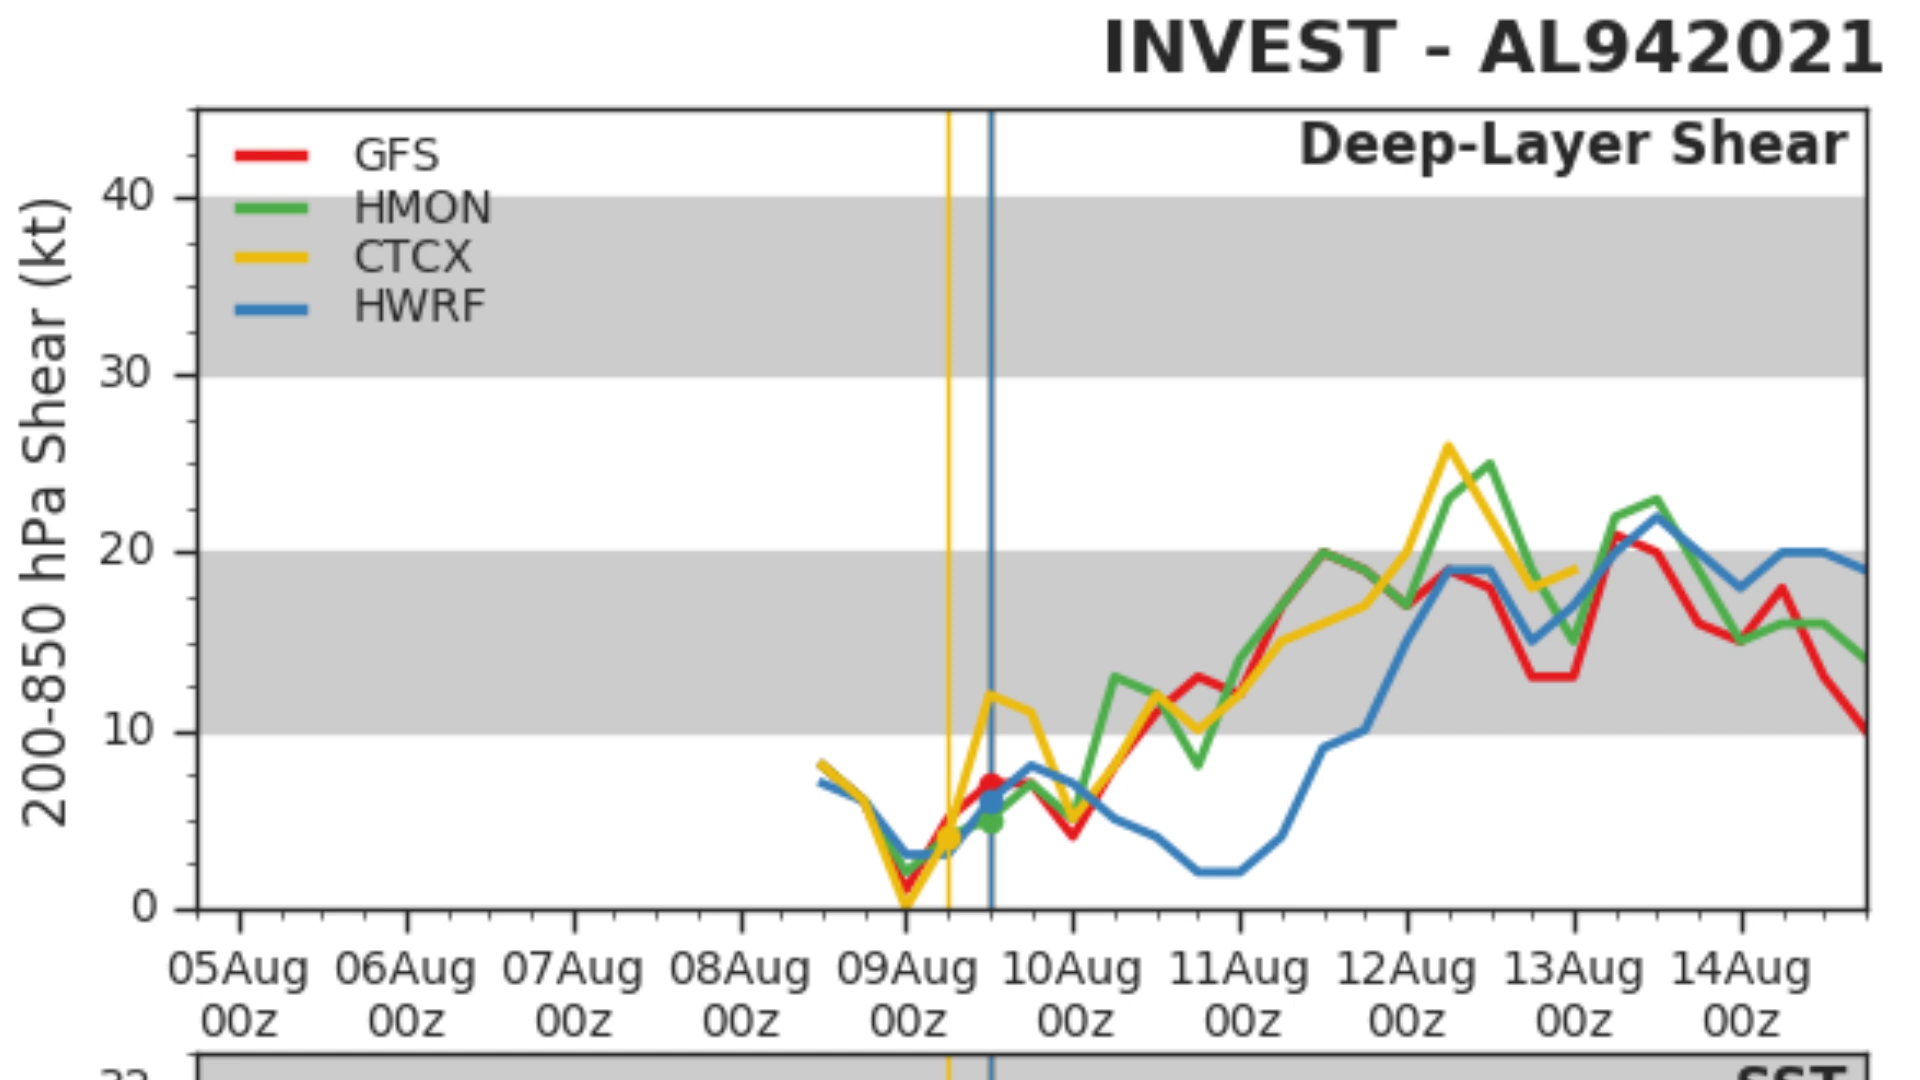 INVEST - AL942021
Deep-Layer Shear
GFS
HMON
CTCX
HWRF
200-850 hPa Shear (kt)
40
30
20
10
0
05Aug 06Aug 07Aug 08Aug 09Aug 10Aug 11Aug 12Aug 13Aug 14Aug
00z 00z 00z 00z 00z 00z 00z 00z 00z 00z
SST